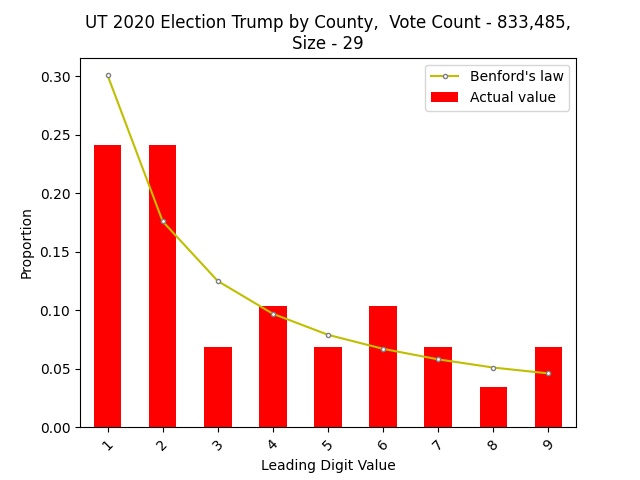 UT 2020 Election Trump by County,  Vote Count - 833,485,
Size - 29
Benford's law
Actual value
0.30
0.25
0.20
0.15
0.10
0.05
0.00
Proportion
1 2 3 4 5 6 7 8 9
Leading Digit Value